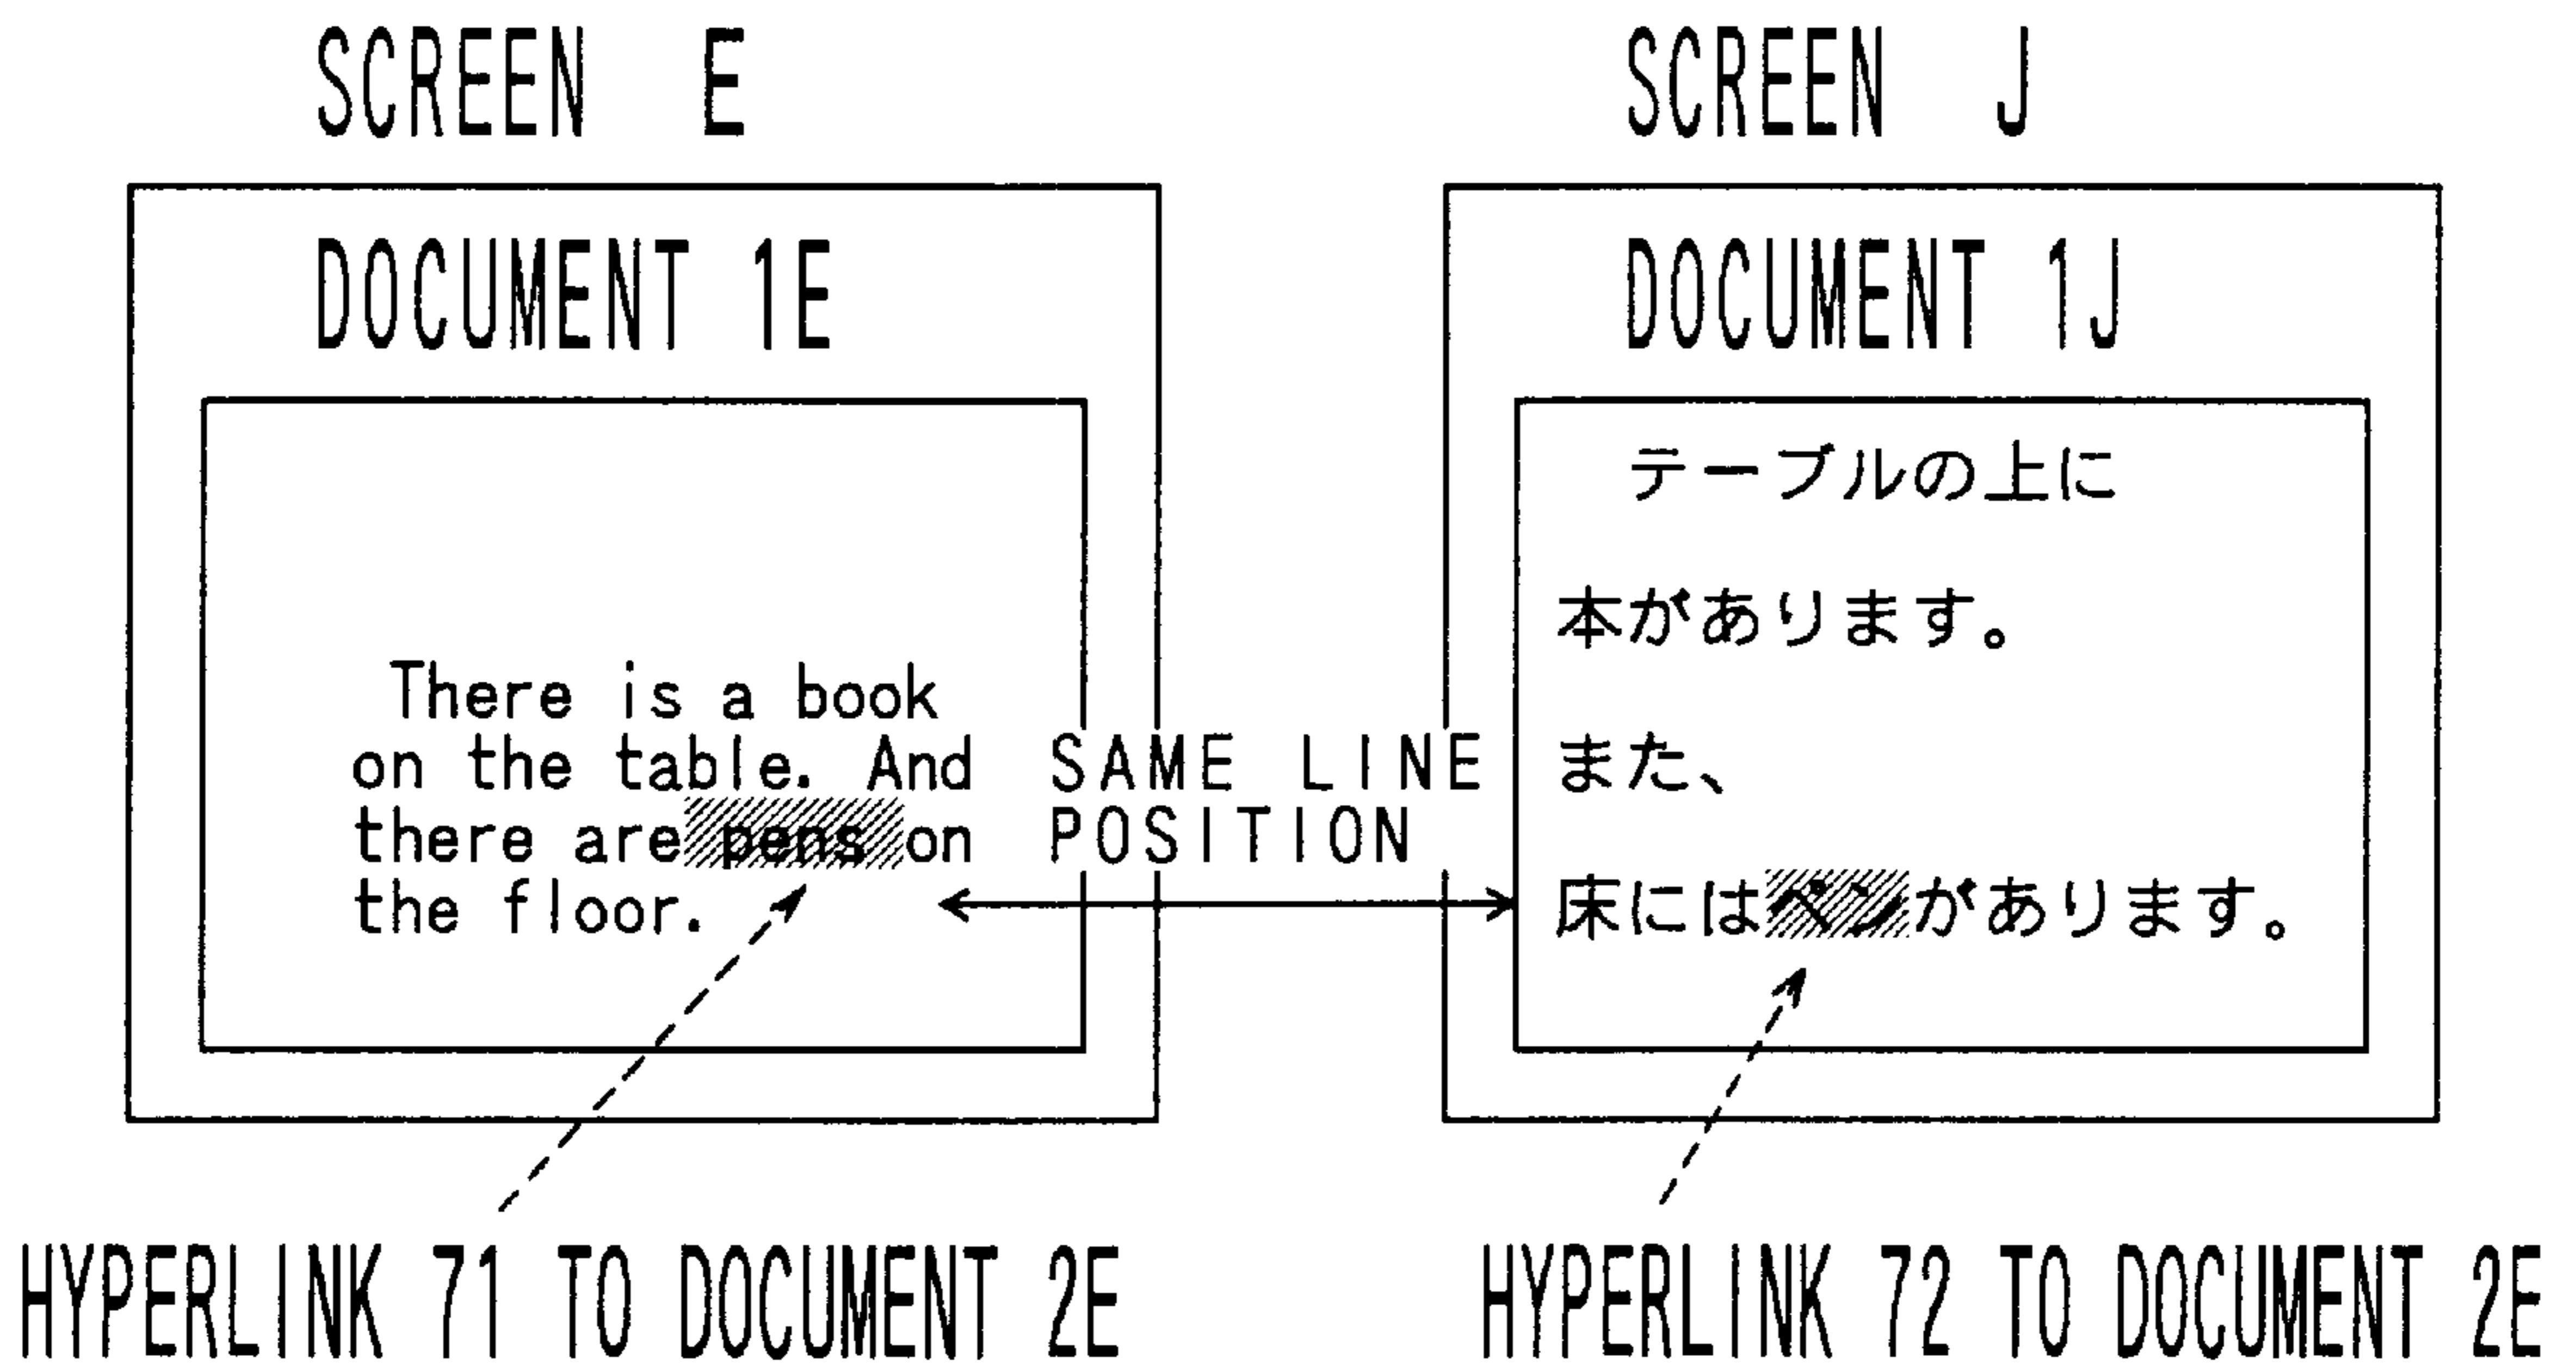 SCREEN E
DOCUMENT 1E
There is a book
on the table. And
there are pens on
the floor.
SAME LINE
POSITION
SCREEN J
DOCUMENT 1J
テーブルの上に
本があります。
また、
床にはペンがあります。
HYPERLINK 71 TO DOCUMENT 2E
HYPERLINK 72 TO DOCUMENT 2E